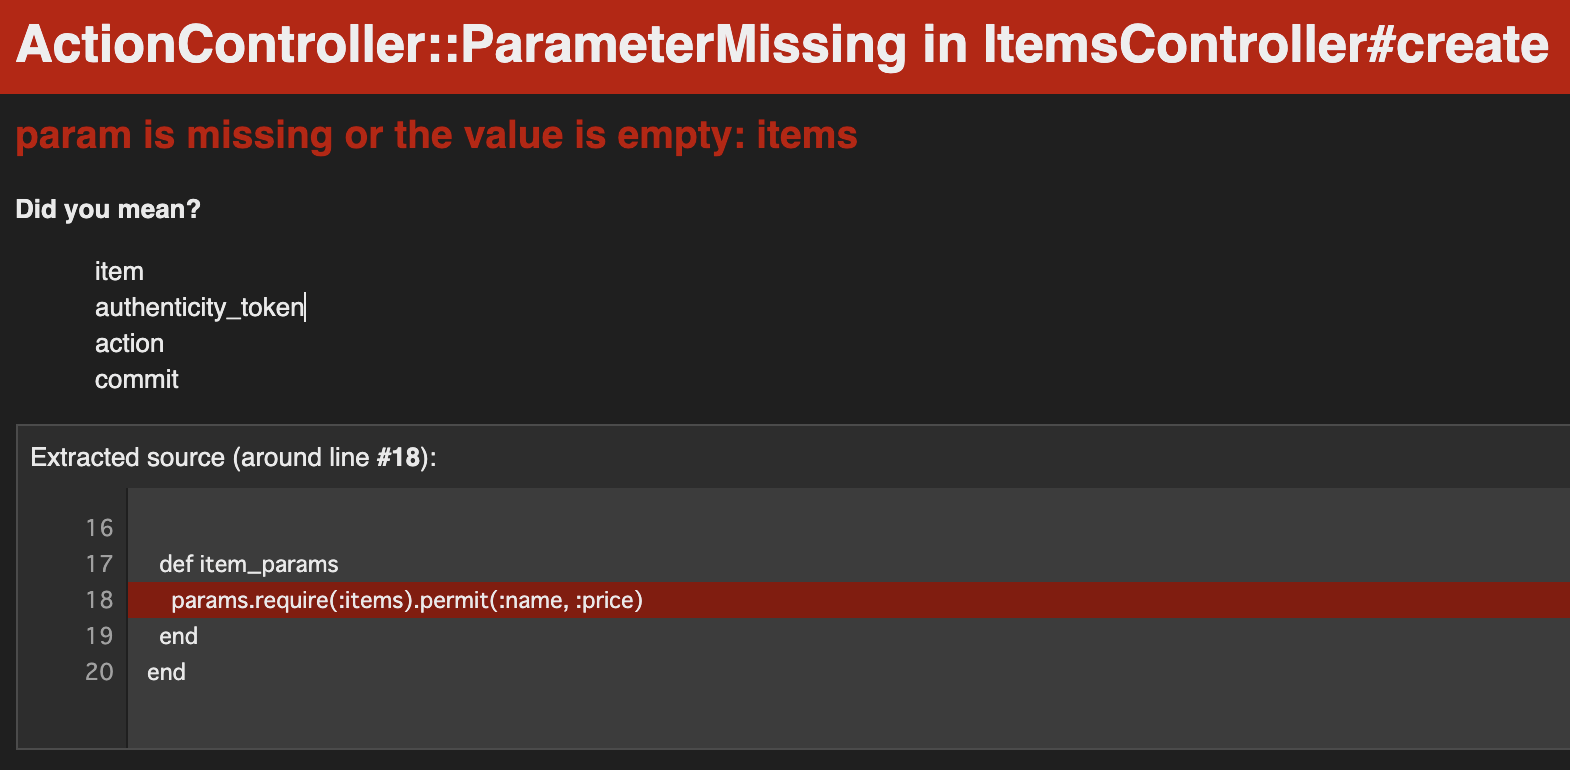 ActionController::ParameterMissing in ItemsController#create
param is missing or the value is empty: items
Did you mean?
item
authenticity_token
action
commit
Extracted source (around line #18):
16
17 def item_params
18 params.require(:items).permit(:name, :price)
19 end
20 end